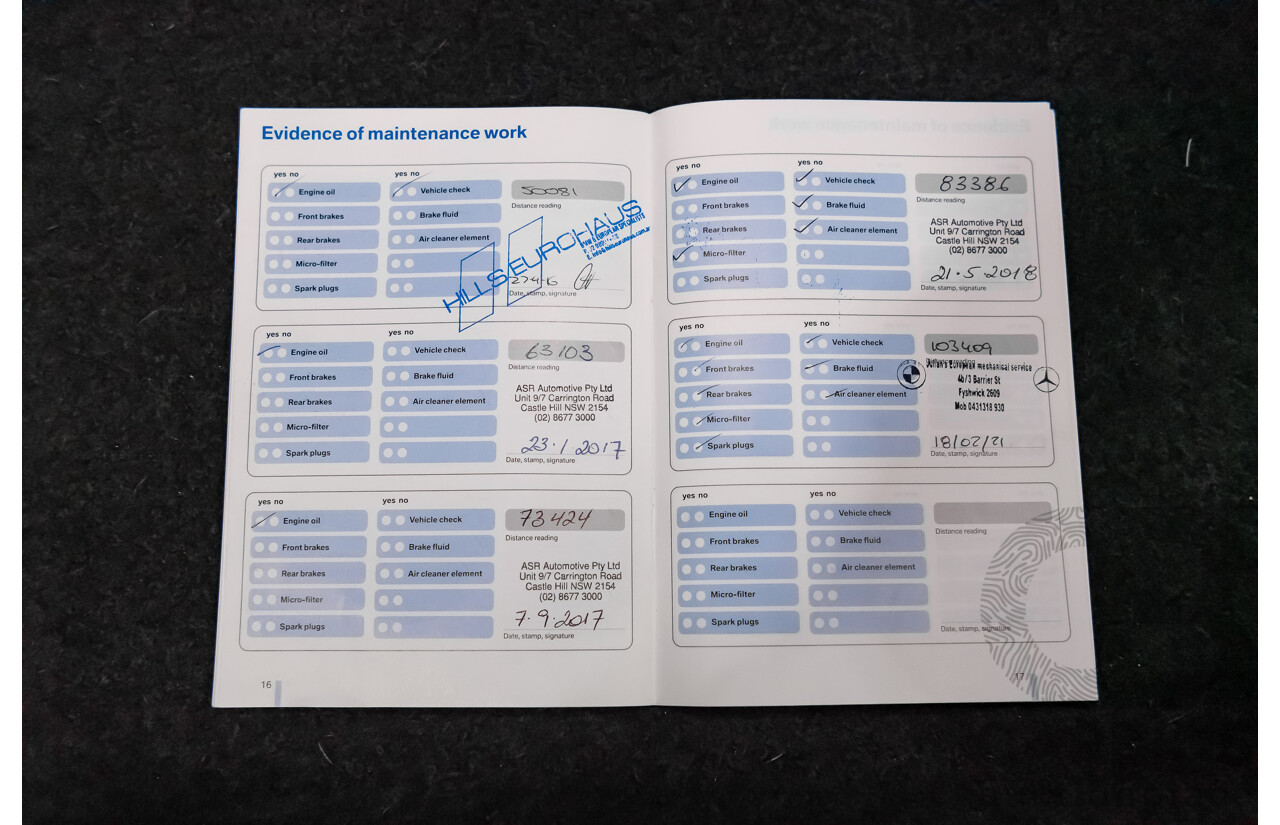 Evidence of maintenance work
yes no
yes no
Engine oil
Vehicle check
50081
Distance reading
Front brakes
Brake fluid
Rear brakes
Air cleaner element
Micro-filter
Spark plugs
HILLS EUROHAUS
Date, stamp, signature
yes no
yes no
Engine oil
Vehicle check
63103
Distance reading
Front brakes
Brake fluid
Rear brakes
Air cleaner element
Micro-filter
Spark plugs
ASR Automotive Pty Ltd
Unit 9/7 Carrington Road
Castle Hill NSW 2154
(02) 8677 3000
23.1.2017
Date, stamp, signature
yes no
yes no
Engine oil
Vehicle check
73424
Distance reading
Front brakes
Brake fluid
Rear brakes
Air cleaner element
Micro-filter
Spark plugs
ASR Automotive Pty Ltd
Unit 9/7 Carrington Road
Castle Hill NSW 2154
(02) 8677 3000
7.9.2017
Date, stamp, signature
16
yes no
yes no
Engine oil
Vehicle check
83386
Distance reading
Front brakes
Brake fluid
Rear brakes
Air cleaner element
Micro-filter
Spark plugs
ASR Automotive Pty Ltd
Unit 9/7 Carrington Road
Castle Hill NSW 2154
(02) 8677 3000
21.5.2018
Date, stamp, signature
yes no
yes no
Engine oil
Vehicle check
103409
Front brakes
Brake fluid
Rear brakes
Air cleaner element
Micro-filter
Spark plugs
European mechanical service
4b/3 Barrier St
Fyshwick 2609
Mob 0431318 930
18/02/21
Date, stamp, signature
yes no
yes no
Engine oil
Vehicle check
Distance reading
Front brakes
Brake fluid
Rear brakes
Air cleaner element
Micro-filter
Spark plugs
Date, stamp, signature
17